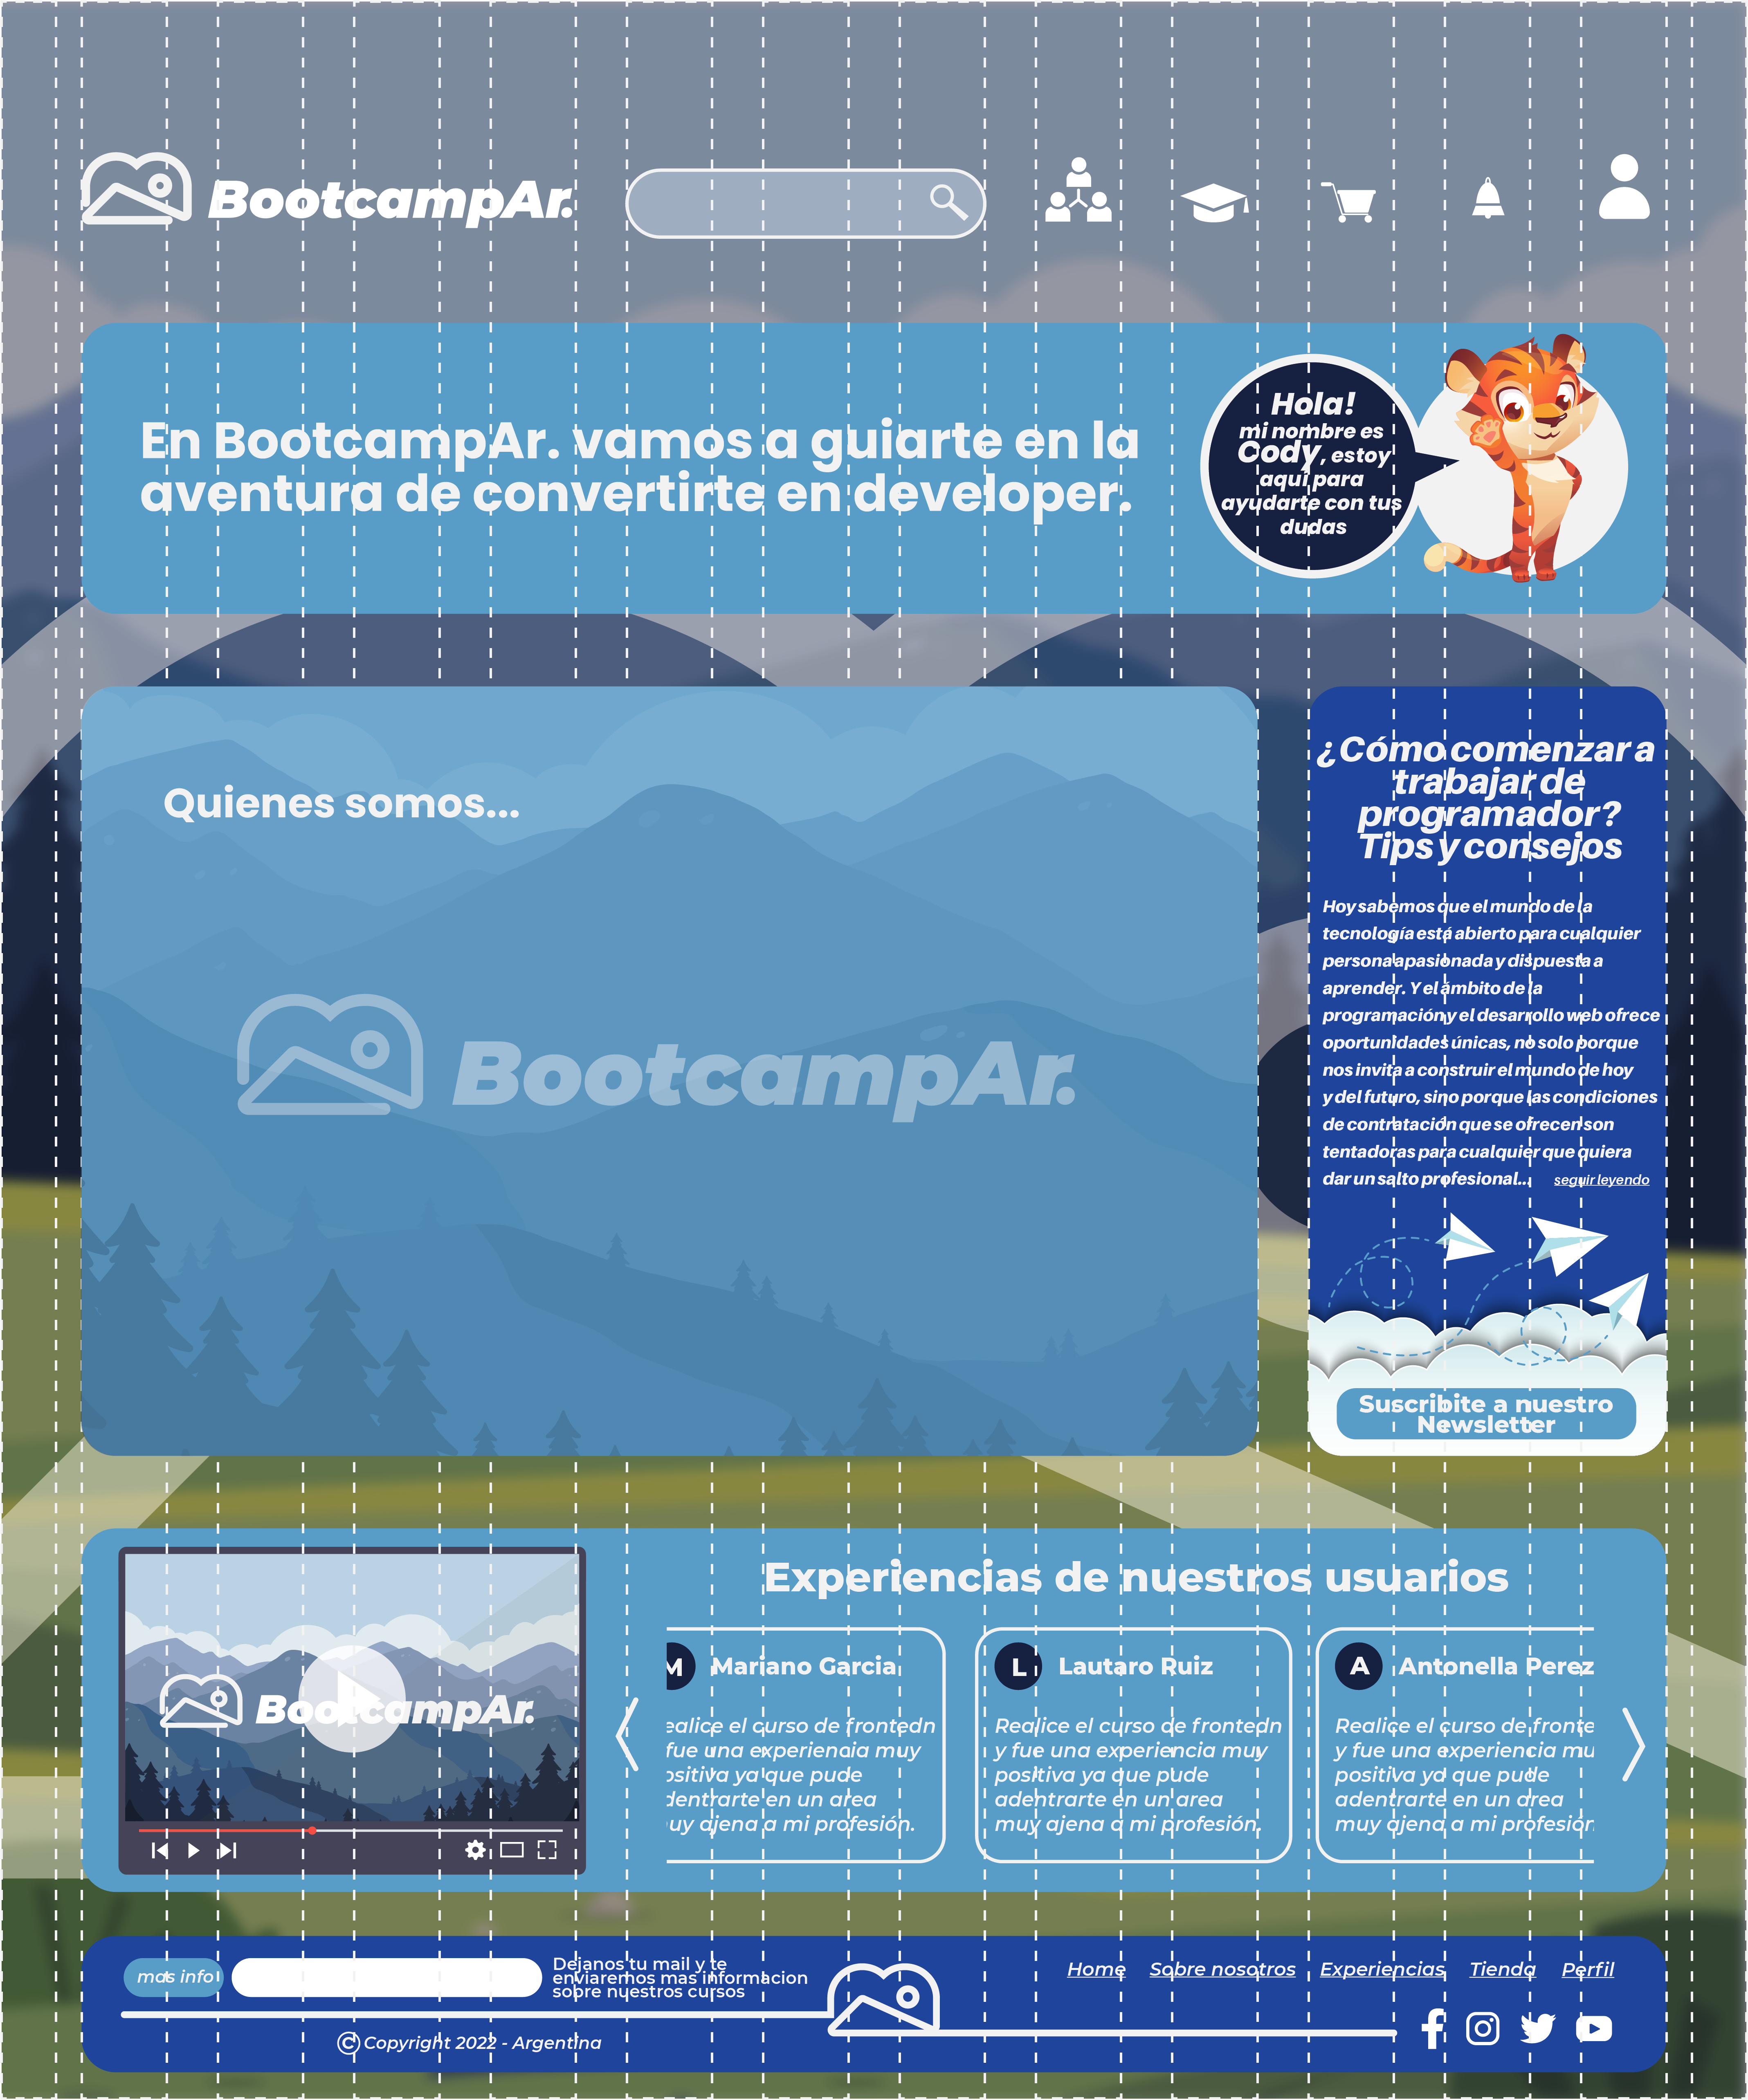 BootcampAr.
En BootcampAr. vamos a guiarte en la
aventura de convertirte en developer.
Hola!
mi nombre es
Cody, estoy
aquí para
ayudarte con tus
dudas
Quienes somos...
BootcampAr.
¿Cómo comenzar a
trabajar de
programador?
Tips y consejos
Hoy sabemos que el mundo de la
tecnología está abierto para cualquier
persona apasionada y dispuesta a
aprender. Y el ámbito de la
programación y el desarrollo web ofrece
oportunidades únicas, no solo porque
nos invita a construir el mundo de hoy
y del futuro, sino porque las condiciones
de contratación que se ofrecen son
tentadoras para cualquier que quiera
dar un salto profesional... seguir leyendo
Suscribite a nuestro
Newsletter
BootcampAr.
Experiencias de nuestros usuarios
M Mariano Garcia
ealice el curso de frontedn
fue una experiencia muy
ositiva ya que pude
dentrarte en un area
uy ajena a mi profesión.
L Lautaro Ruiz
Realice el curso de frontedn
y fue una experiencia muy
positiva ya que pude
adentrarte en un area
muy ajena a mi profesión.
A Antonella Perez
Realice el curso de fronte
y fue una experiencia mu
positiva ya que pude
adentrarte en un area
muy ajena a mi profesión
mas info
Dejanos tu mail y te
enviaremos mas informacion
sobre nuestros cursos
© Copyright 2022 - Argentina
Home Sobre nosotros Experiencias Tienda Perfil